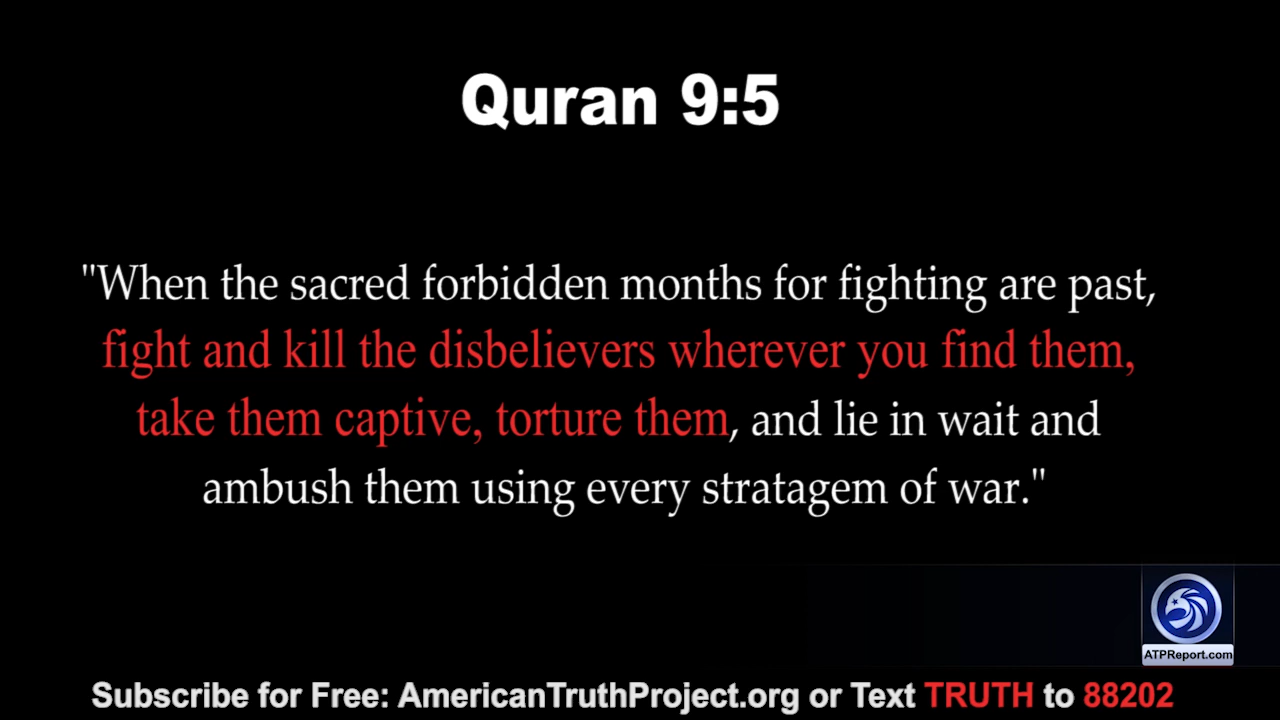 Quran 9:5
"When the sacred forbidden months for fighting are past,
fight and kill the disbelievers wherever you find them,
take them captive, torture them, and lie in wait and
ambush them using every stratagem of war."
ATPReport.com
Subscribe for Free: AmericanTruthProject.org or Text TRUTH to 88202